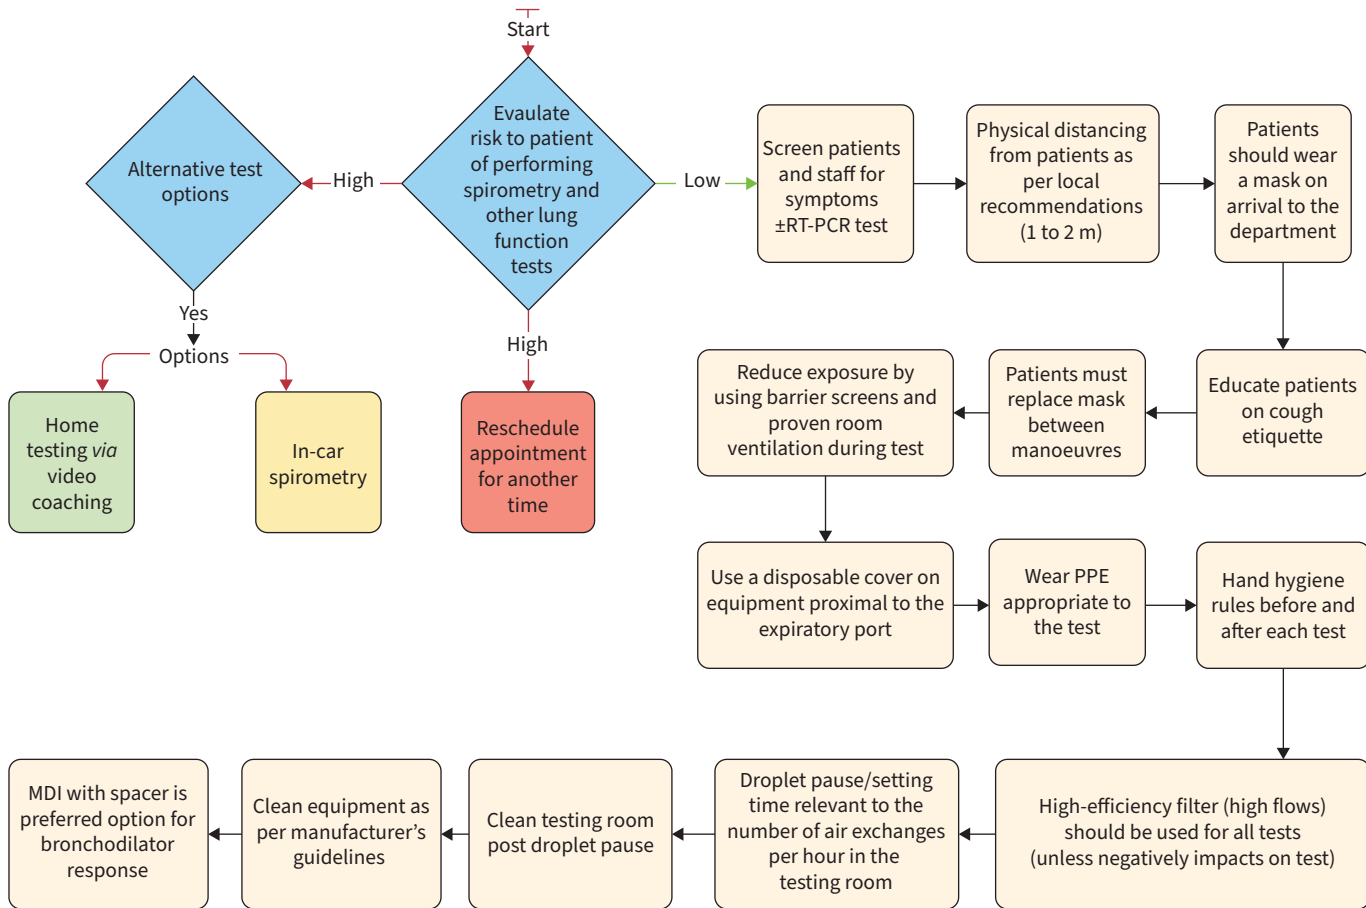 Start
Evaulate
risk to patient
of performing
spirometry and
other lung
function
tests
High
Alternative test
options
Yes
Options
Home
testing via
video
coaching
In-car
spirometry
High
Reschedule
appointment
for another
time
Low
Screen patients
and staff for
symptoms
±RT-PCR test
Physical distancing
from patients as
per local
recommendations
(1 to 2 m)
Patients
should wear
a mask on
arrival to the
department
Educate patients
on cough
etiquette
Patients must
replace mask
between
manoeuvres
Reduce exposure by
using barrier screens and
proven room
ventilation during test
Use a disposable cover on
equipment proximal to the
expiratory port
Wear PPE
appropriate to
the test
Hand hygiene
rules before and
after each test
High-efficiency filter (high flows)
should be used for all tests
(unless negatively impacts on test)
Droplet pause/setting
time relevant to the
number of air exchanges
per hour in the
testing room
Clean testing room
post droplet pause
Clean equipment as
per manufacturer’s
guidelines
MDI with spacer is
preferred option for
bronchodilator
response